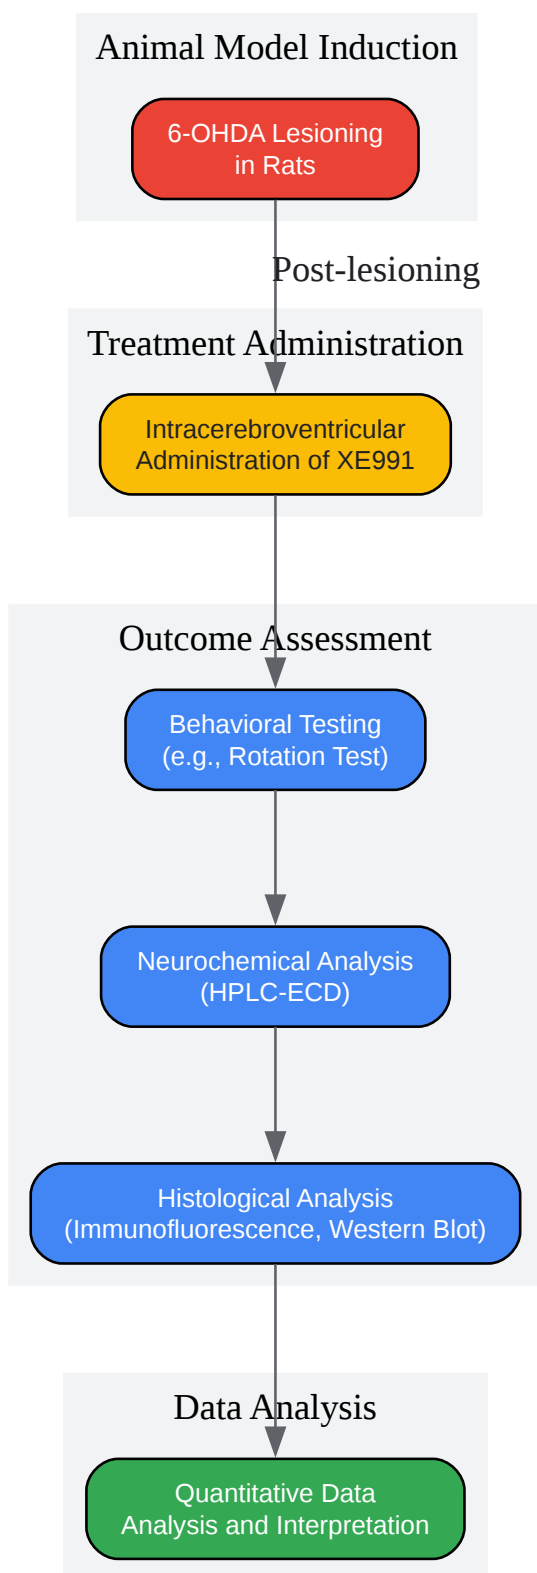 Animal Model Induction
6-OHDA Lesioning
in Rats
Post-lesioning
Treatment Administration
Intracerebroventricular
Administration of XE991
Outcome Assessment
Behavioral Testing
(e.g., Rotation Test)
Neurochemical Analysis
(HPLC-ECD)
Histological Analysis
(Immunofluorescence, Western Blot)
Data Analysis
Quantitative Data
Analysis and Interpretation